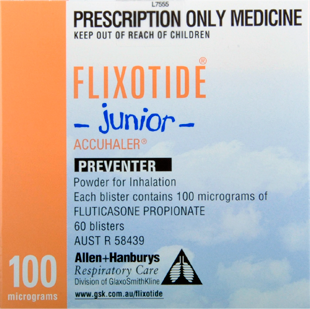 L7555
PRESCRIPTION ONLY MEDICINE
KEEP OUT OF REACH OF CHILDREN
FLIXOTIDE®
- junior -
ACCUHALER®
PREVENTER
Powder for Inhalation
Each blister contains 100 micrograms of
FLUTICASONE PROPIONATE
60 blisters
AUST R 58439
100
micrograms
Allen+Hanburys
Respiratory Care
Division of GlaxoSmithKline
www.gsk.com.au/flixotide